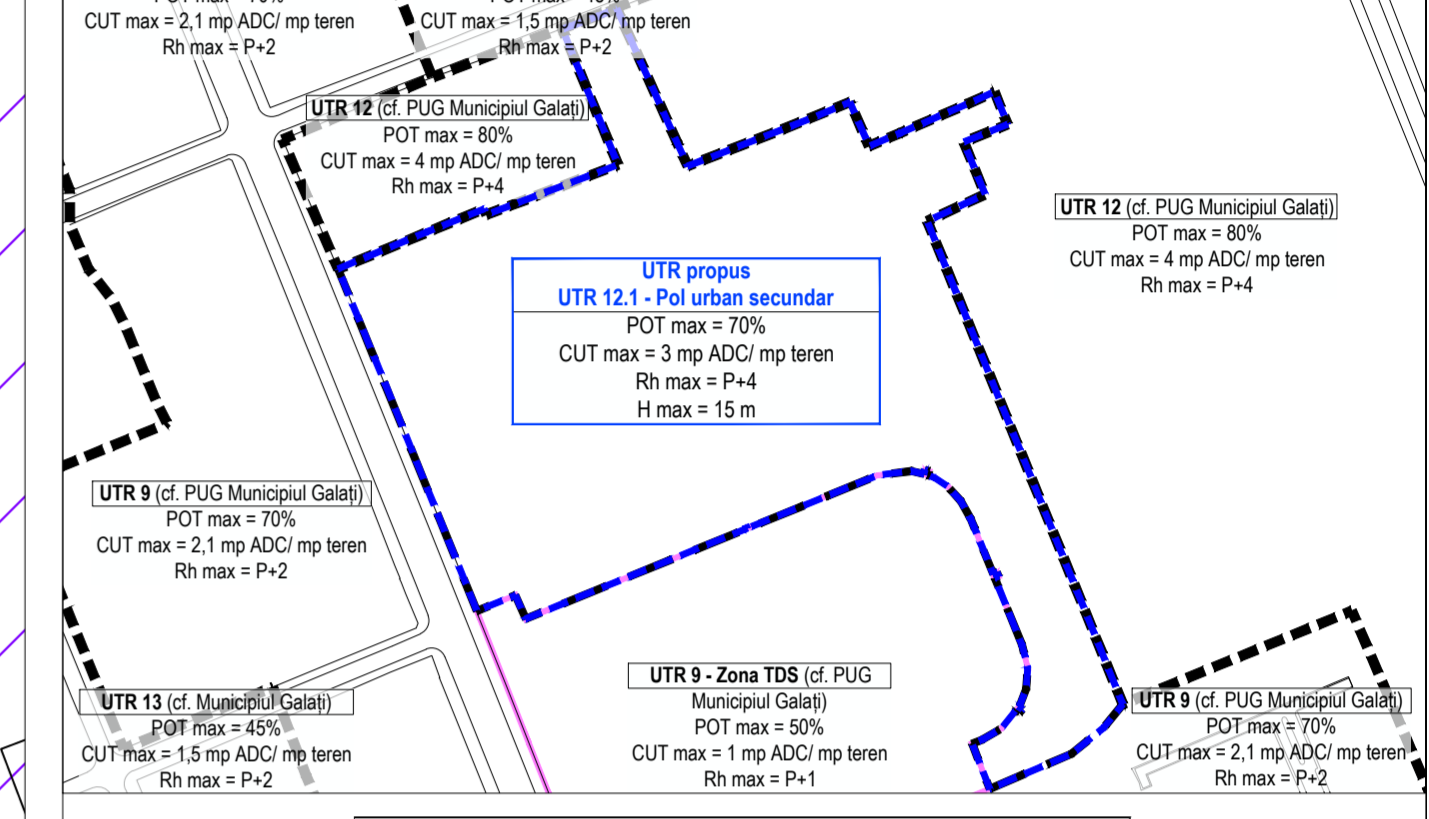 CUT max = 2,1 mp ADC/ mp teren
Rh max = P+2
CUT max = 1,5 mp ADC/ mp teren
Rh max = P+2
UTR 12 (cf. PUG Municipiul Galați)
POT max = 80%
CUT max = 4 mp ADC/ mp teren
Rh max = P+4
UTR 12 (cf. PUG Municipiul Galați)
POT max = 80%
CUT max = 4 mp ADC/ mp teren
Rh max = P+4
UTR propus
UTR 12.1 - Pol urban secundar
POT max = 70%
CUT max = 3 mp ADC/ mp teren
Rh max = P+4
H max = 15 m
UTR 9 (cf. PUG Municipiul Galați)
POT max = 70%
CUT max = 2,1 mp ADC/ mp teren
Rh max = P+2
UTR 13 (cf. Municipiul Galați)
POT max = 45%
CUT max = 1,5 mp ADC/ mp teren
Rh max = P+2
UTR 9 - Zona TDS (cf. PUG
Municipiul Galați)
POT max = 50%
CUT max = 1 mp ADC/ mp teren
Rh max = P+1
UTR 9 (cf. PUG Municipiul Galați)
POT max = 70%
CUT max = 2,1 mp ADC/ mp teren
Rh max = P+2